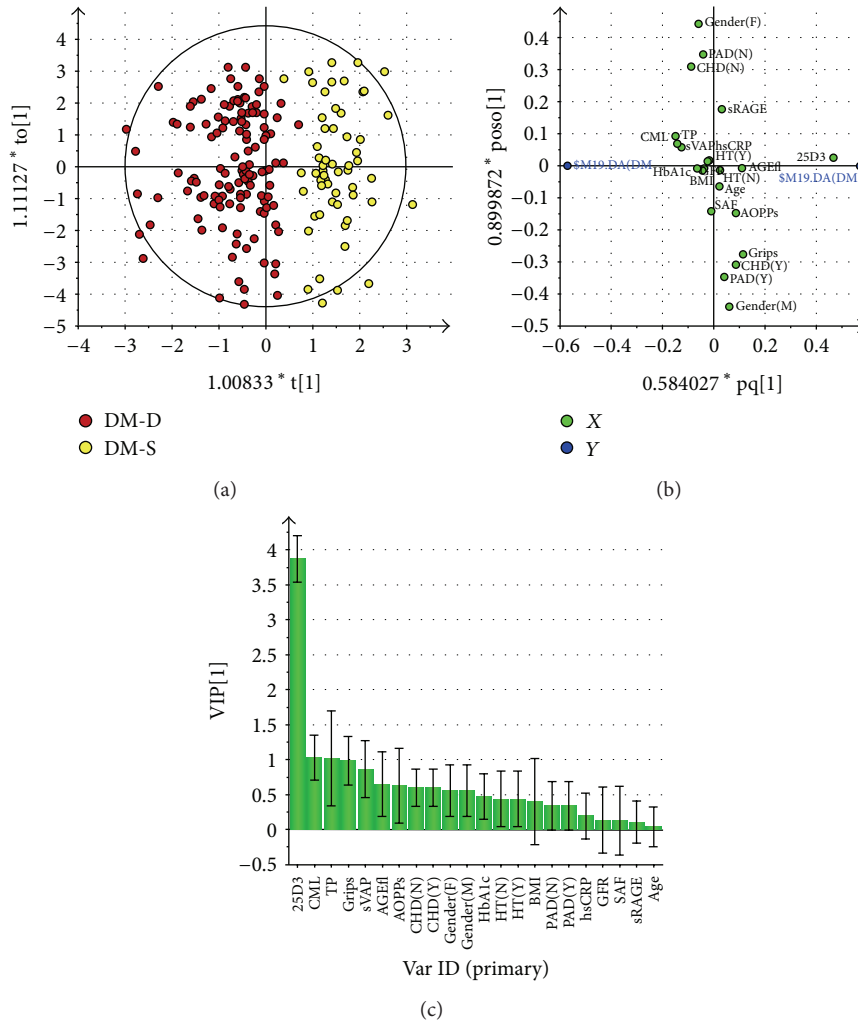 4
3
2
1
0
−1
−2
−3
−4
−5
1.11127 * to[1]
−4 −3 −2 −1 0 1 2 3
1.00833 * t[1]
DM-D
DM-S
(a)
0.4
0.3
0.2
0.1
0
−0.1
−0.2
−0.3
−0.4
−0.5
0.899872 * poso[1]
Gender(F)
PAD(N)
CHD(N)
sRAGE
CML TP
sVAP hsCRP
HT(Y)
25D3
$M19.DA(DM
HbA1c
AGEfl
BMI
HT(N)
$M19.DA(DM
Age
SAF
AOPPs
Grips
CHD(Y)
PAD(Y)
Gender(M)
−0.6 −0.4 −0.2 0 0.2 0.4
0.584027 * pq[1]
X
Y
(b)
4
3.5
3
2.5
2
1.5
1
0.5
0
−0.5
VIP[1]
25D3
CML
TP
Grips
sVAP
AGEfl
AOPPs
CHD(N)
CHD(Y)
Gender(F)
Gender(M)
HbA1c
HT(N)
HT(Y)
BMI
PAD(N)
PAD(Y)
hsCRP
GFR
SAF
sRAGE
Age
Var ID (primary)
(c)